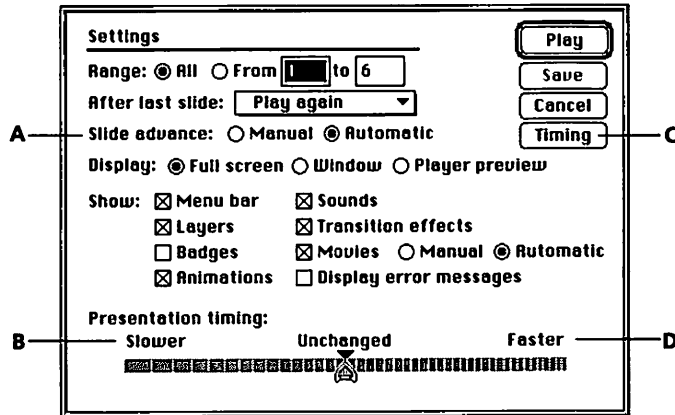 Settings
Play
Range: All From 1 to 6
Save
After last slide: Play again
Cancel
A Slide advance: Manual Automatic
Timing C
Display: Full screen Window Player preview
Show: Menu bar Sounds
Layers Transition effects
Badges Movies Manual Automatic
Animations Display error messages
Presentation timing:
B Slower Unchanged Faster D